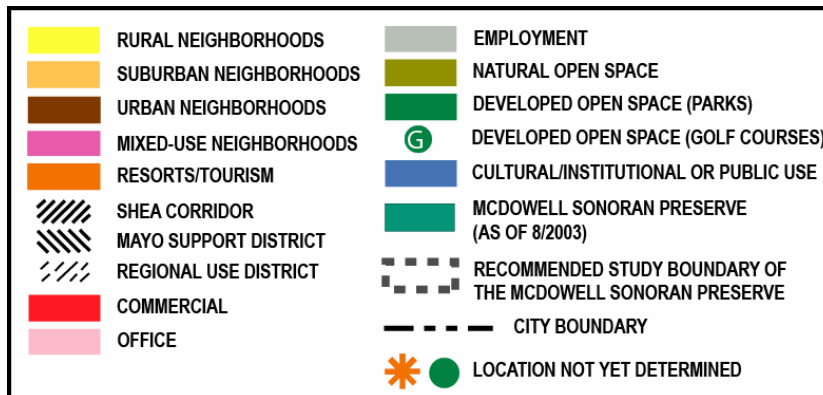 RURAL NEIGHBORHOODS
SUBURBAN NEIGHBORHOODS
URBAN NEIGHBORHOODS
MIXED-USE NEIGHBORHOODS
RESORTS/TOURISM
SHEA CORRIDOR
MAYO SUPPORT DISTRICT
REGIONAL USE DISTRICT
COMMERCIAL
OFFICE
EMPLOYMENT
NATURAL OPEN SPACE
DEVELOPED OPEN SPACE (PARKS)
G DEVELOPED OPEN SPACE (GOLF COURSES)
CULTURAL/INSTITUTIONAL OR PUBLIC USE
MCDOWELL SONORAN PRESERVE
(AS OF 8/2003)
RECOMMENDED STUDY BOUNDARY OF
THE MCDOWELL SONORAN PRESERVE
CITY BOUNDARY
LOCATION NOT YET DETERMINED